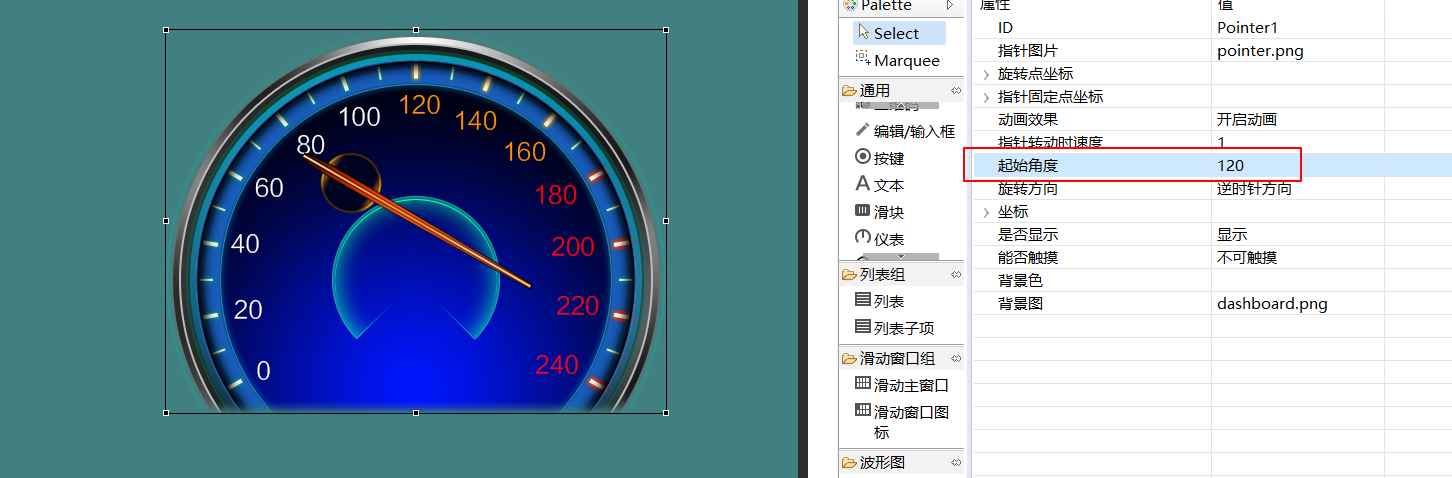 120
100
140
80
160
60
180
40
200
20
220
0
240
Palette
Select
Marquee
通用
编辑/输入框
按键
文本
滑块
仪表
列表组
列表
列表子项
滑动窗口组
滑动主窗口
滑动窗口图
标
波形图
属性 值
ID Pointer1
指针图片 pointer.png
旋转点坐标
指针固定点坐标
动画效果 开启动画
指针转动时速度 1
起始角度 120
旋转方向 逆时针方向
坐标
是否显示 显示
能否触摸 不可触摸
背景色
背景图 dashboard.png